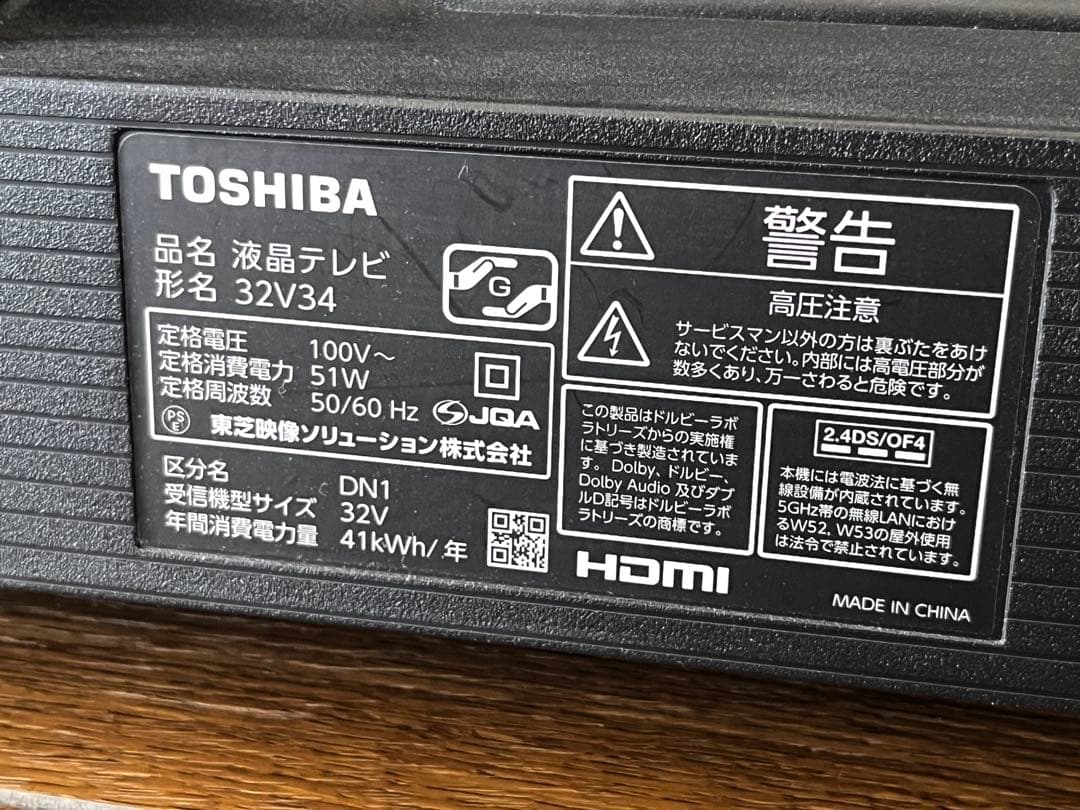 TOSHIBA
品名 液晶テレビ
形名 32V34
G
定格電圧 100V～
定格消費電力 51W
定格周波数 50/60 Hz
JQA
PS
E
東芝映像ソリューション株式会社
区分名 DN1
受信機型サイズ 32V
年間消費電力量 41kWh/年
警告
高圧注意
サービスマン以外の方は裏ぶたをあけ
ないでください。内部には高電圧部分が
数多くあり、万一さわると危険です。
この製品はドルビーラボ
ラトリーズからの実施権
に基づき製造されていま
す。Dolby、ドルビー、
Dolby Audio 及びダブ
ルD記号はドルビーラボ
ラトリーズの商標です。
2.4DS/OF4
本機には電波法に基づく無
線設備が内蔵されています。
5GHz帯の無線LANにおけ
るW52, W53の屋外使用
は法令で禁止されています。
HDMI
MADE IN CHINA